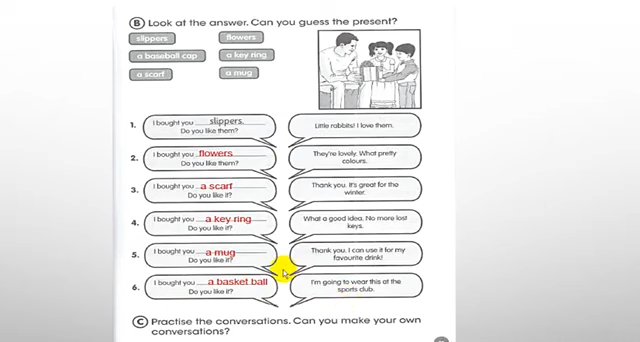 B Look at the answer. Can you guess the present?
slippers flowers
a baseball cap a key ring
a scarf a mug
1. I bought you slippers. Do you like them?
Little rabbits! I love them.
2. I bought you flowers Do you like them?
They're lovely. What pretty colours.
3. I bought you a scarf Do you like it?
Thank you. It's great for the winter.
4. I bought you a key ring Do you like it?
What a good idea. No more lost keys.
5. I bought you a mug Do you like it?
Thank you. I can use it for my favourite drink!
6. I bought you a basket ball Do you like it?
I'm going to wear this at the sports club.
C Practise the conversations. Can you make your own conversations?